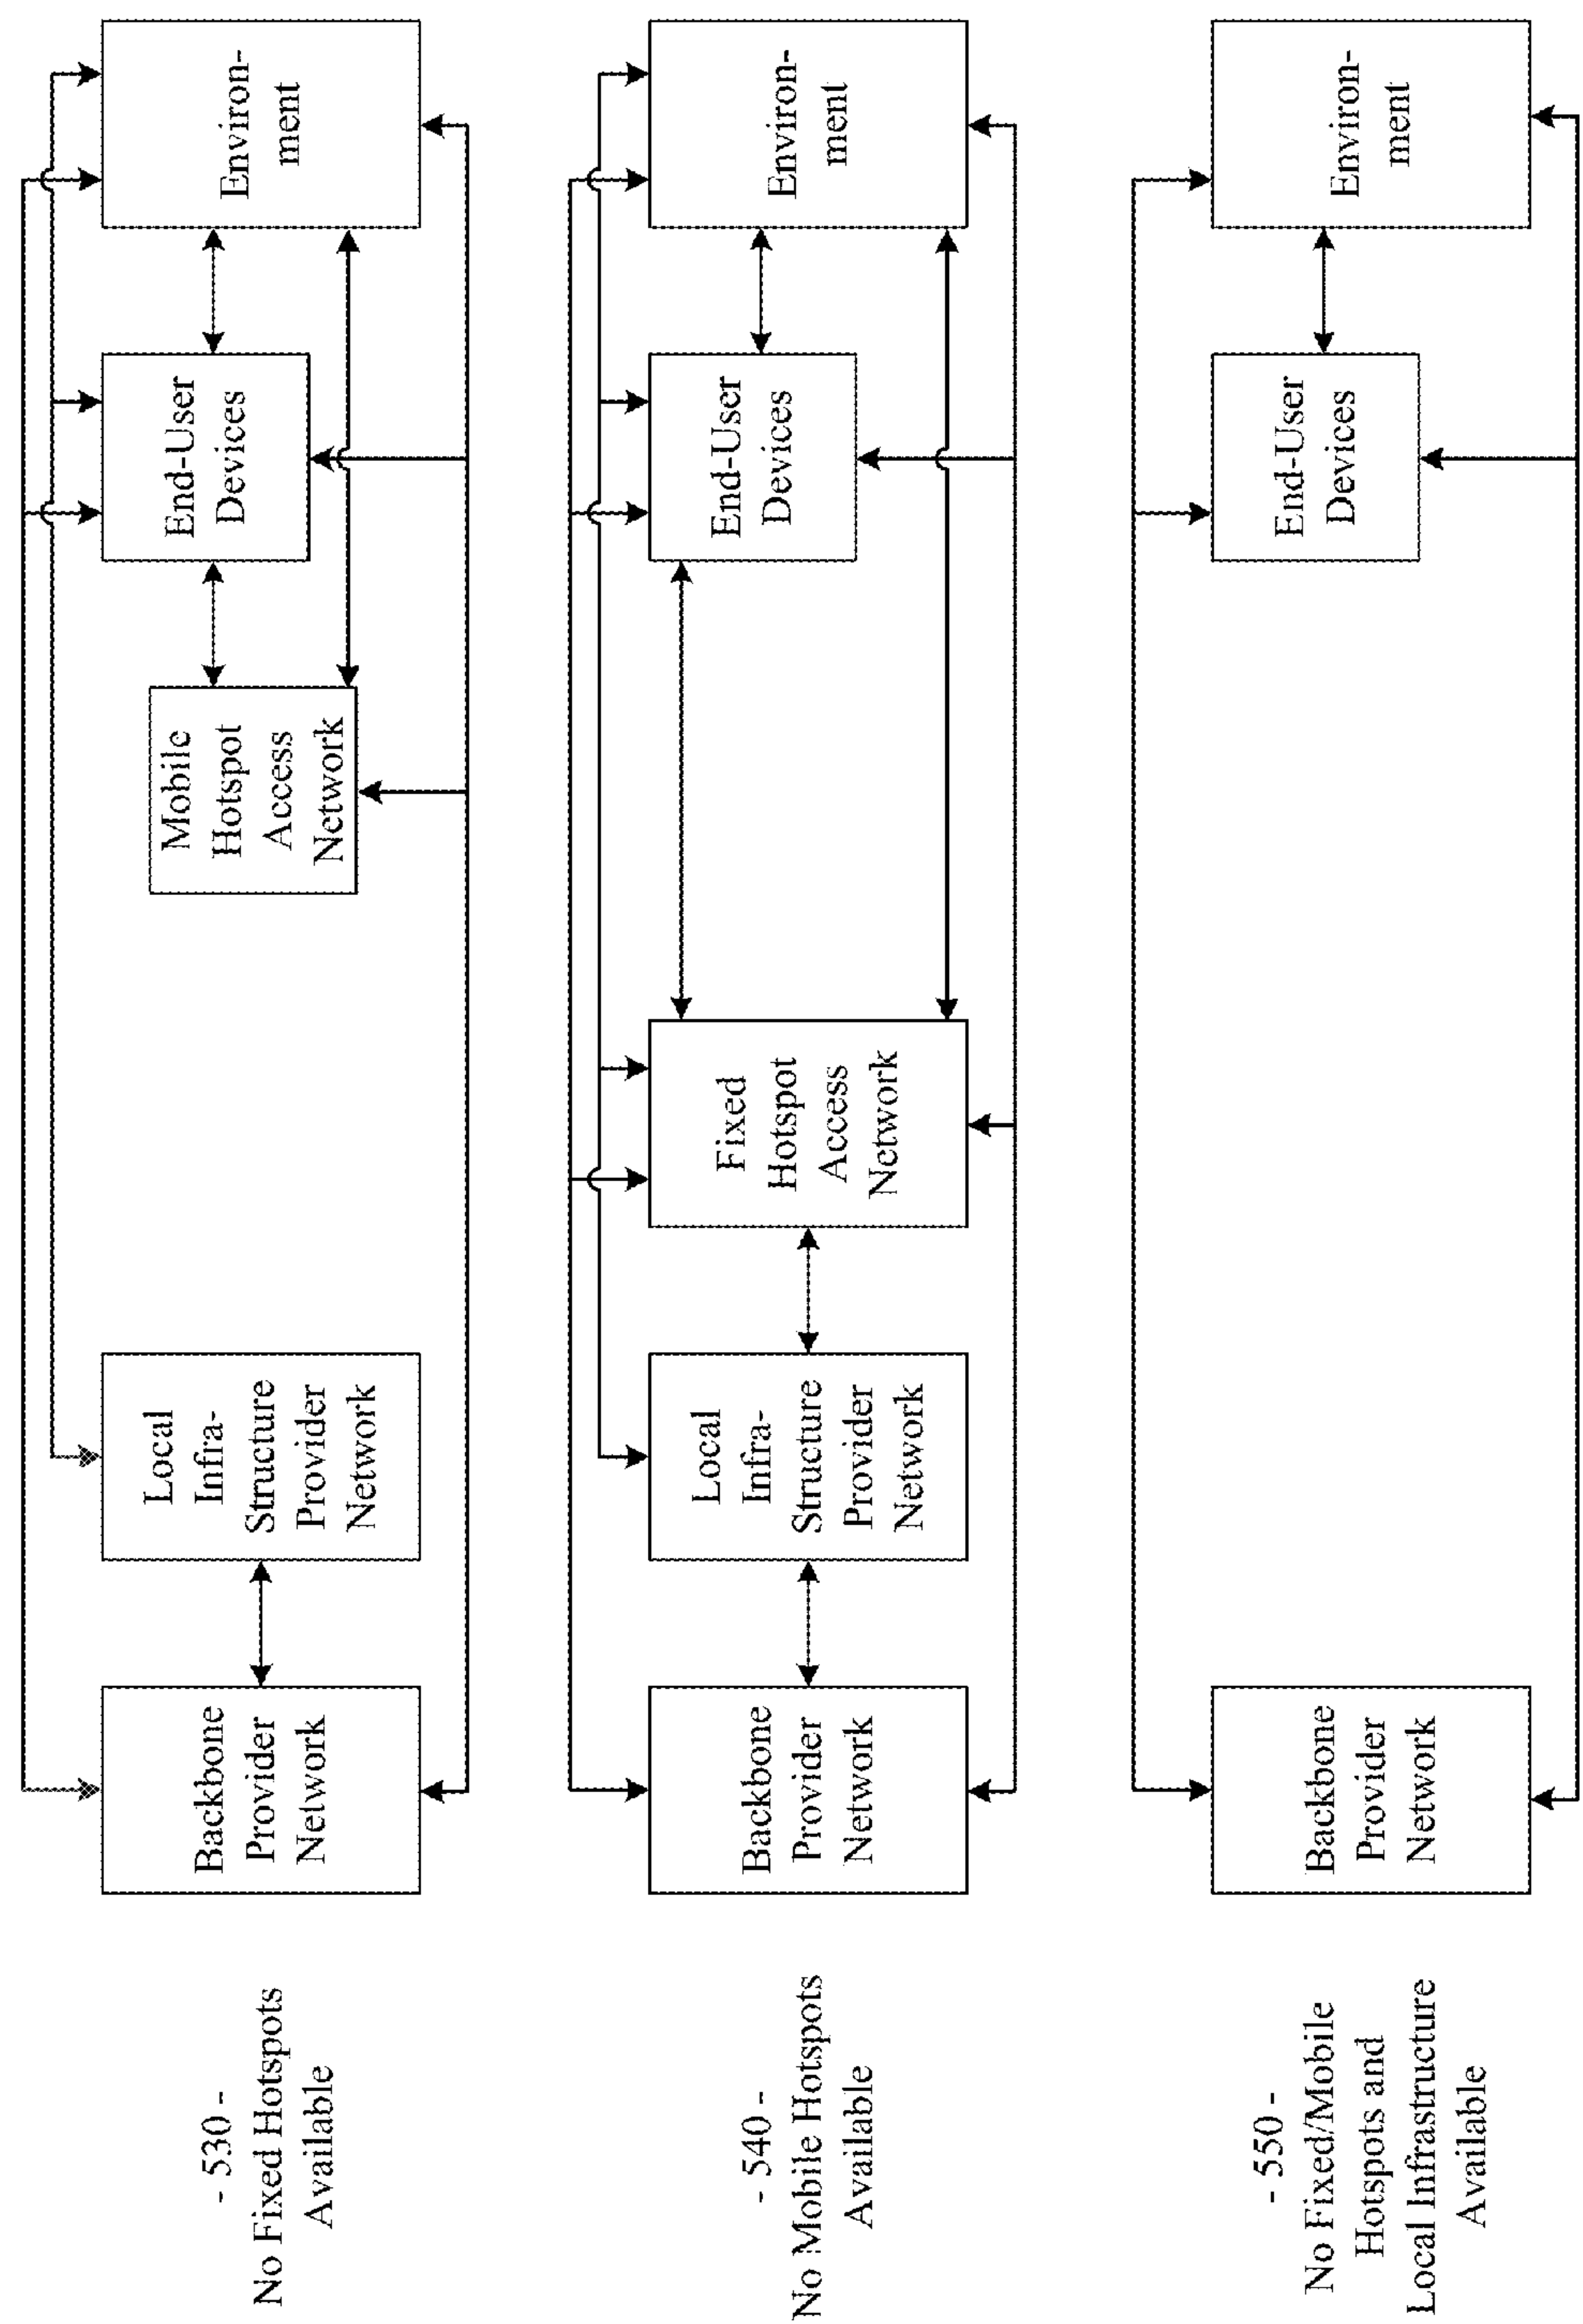 - 530 -
No Fixed Hotspots
Available
Backbone
Provider
Network
Local
Infra-
Structure
Provider
Network
Mobile
Hotspot
Access
Network
End-User
Devices
Environ-
ment
- 540 -
No Mobile Hotspots
Available
Backbone
Provider
Network
Local
Infra-
Structure
Provider
Network
Fixed
Hotspot
Access
Network
End-User
Devices
Environ-
ment
- 550 -
No Fixed/Mobile
Hotspots and
Local Infrastructure
Available
Backbone
Provider
Network
End-User
Devices
Environ-
ment